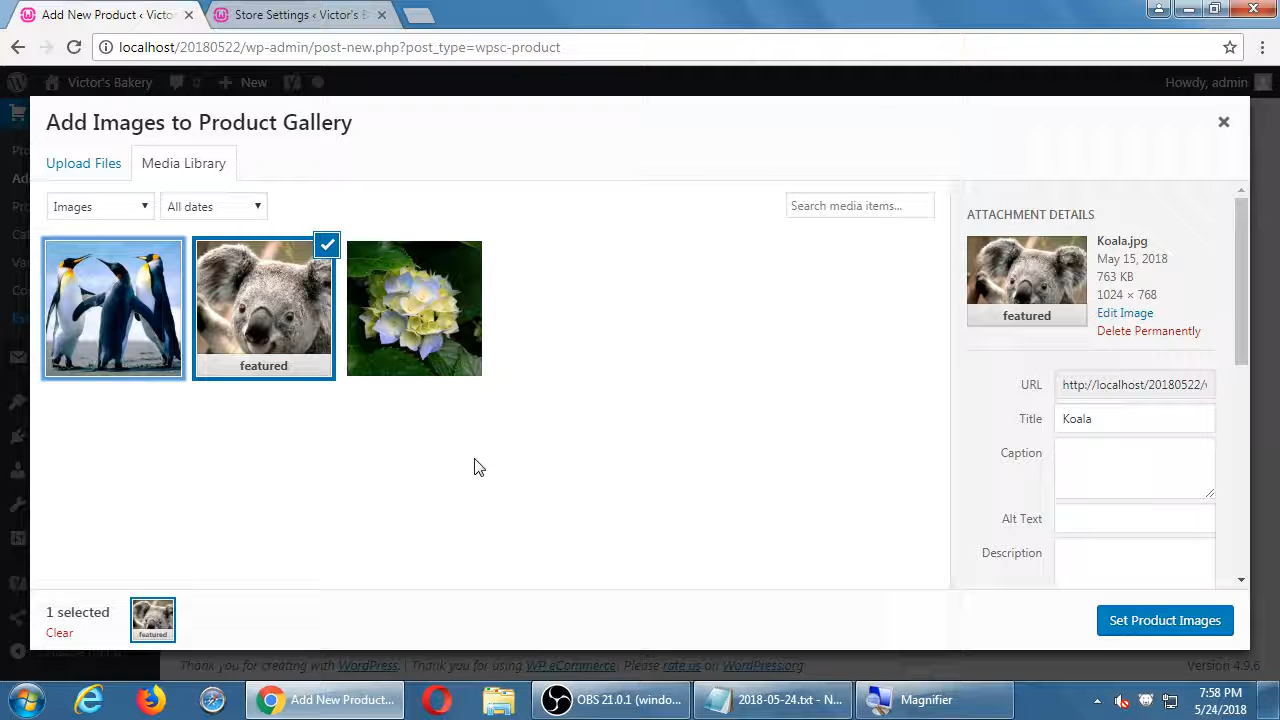 Add New Product ‹ Victo
Store Settings ‹ Victor's B
localhost/20180522/wp-admin/post-new.php?post_type=wpsc-product
Victor's Bakery
0
New
Howdy, admin
Add Images to Product Gallery
Upload Files
Media Library
Images
All dates
Search media items...
featured
ATTACHMENT DETAILS
Koala.jpg
May 15, 2018
763 KB
1024 × 768
Edit Image
Delete Permanently
featured
URL
http://localhost/20180522/
Title
Koala
Caption
Alt Text
Description
1 selected
Clear
featured
Set Product Images
Thank you for creating with WordPress. | Thank you for using WP eCommerce. | Please rate us on WordPress.org
Version 4.9.6
Add New Product...
OBS 21.0.1 (windo...
2018-05-24.txt - N...
Magnifier
7:58 PM
5/24/2018